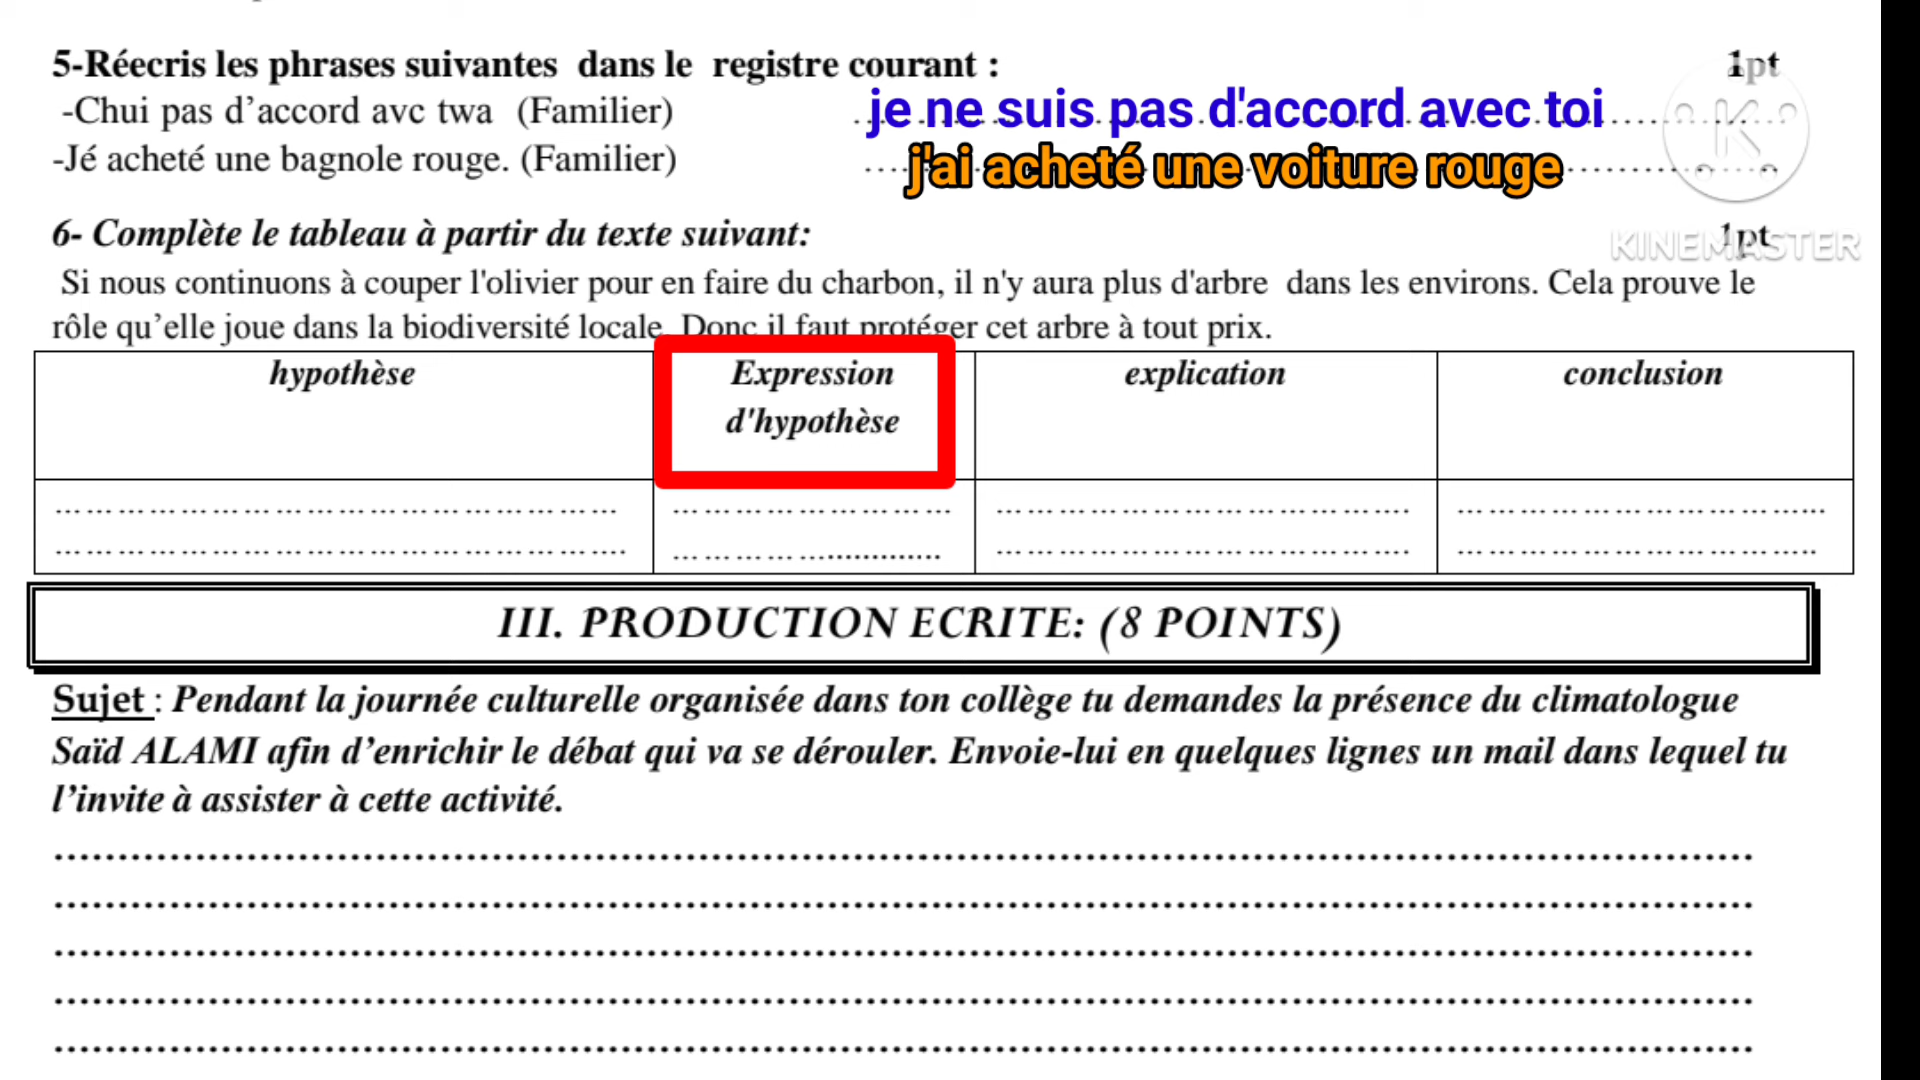 5-Réecris les phrases suivantes dans le registre courant : 1pt
-Chui pas d’accord avc twa (Familier) je ne suis pas d'accord avec toi
-Jé acheté une bagnole rouge. (Familier) j'ai acheté une voiture rouge
K
KINEMASTER
6- Complète le tableau à partir du texte suivant: 1pt
Si nous continuons à couper l'olivier pour en faire du charbon, il n'y aura plus d'arbre dans les environs. Cela prouve le
rôle qu’elle joue dans la biodiversité locale. Donc il faut protéger cet arbre à tout prix.
hypothèse Expression d'hypothèse explication conclusion
III. PRODUCTION ECRITE: (8 POINTS)
Sujet : Pendant la journée culturelle organisée dans ton collège tu demandes la présence du climatologue
Saïd ALAMI afin d’enrichir le débat qui va se dérouler. Envoie-lui en quelques lignes un mail dans lequel tu
l’invite à assister à cette activité.